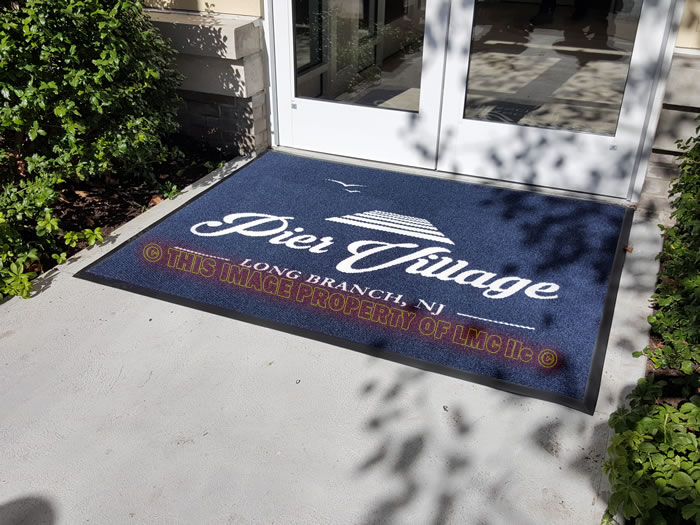 Pier Village
LONG BRANCH, NJ
© THIS IMAGE PROPERTY OF LMC llc ©